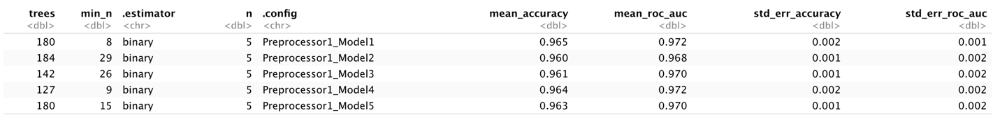 trees min_n .estimator n .config mean_accuracy mean_roc_auc std_err_accuracy std_err_roc_auc
<dbl> <dbl> <chr> <dbl> <chr> <dbl> <dbl> <dbl> <dbl>
180 8 binary 5 Preprocessor1_Model1 0.965 0.972 0.002 0.001
184 29 binary 5 Preprocessor1_Model2 0.960 0.968 0.001 0.002
142 26 binary 5 Preprocessor1_Model3 0.961 0.970 0.001 0.002
127 9 binary 5 Preprocessor1_Model4 0.964 0.972 0.002 0.002
180 15 binary 5 Preprocessor1_Model5 0.963 0.970 0.001 0.002